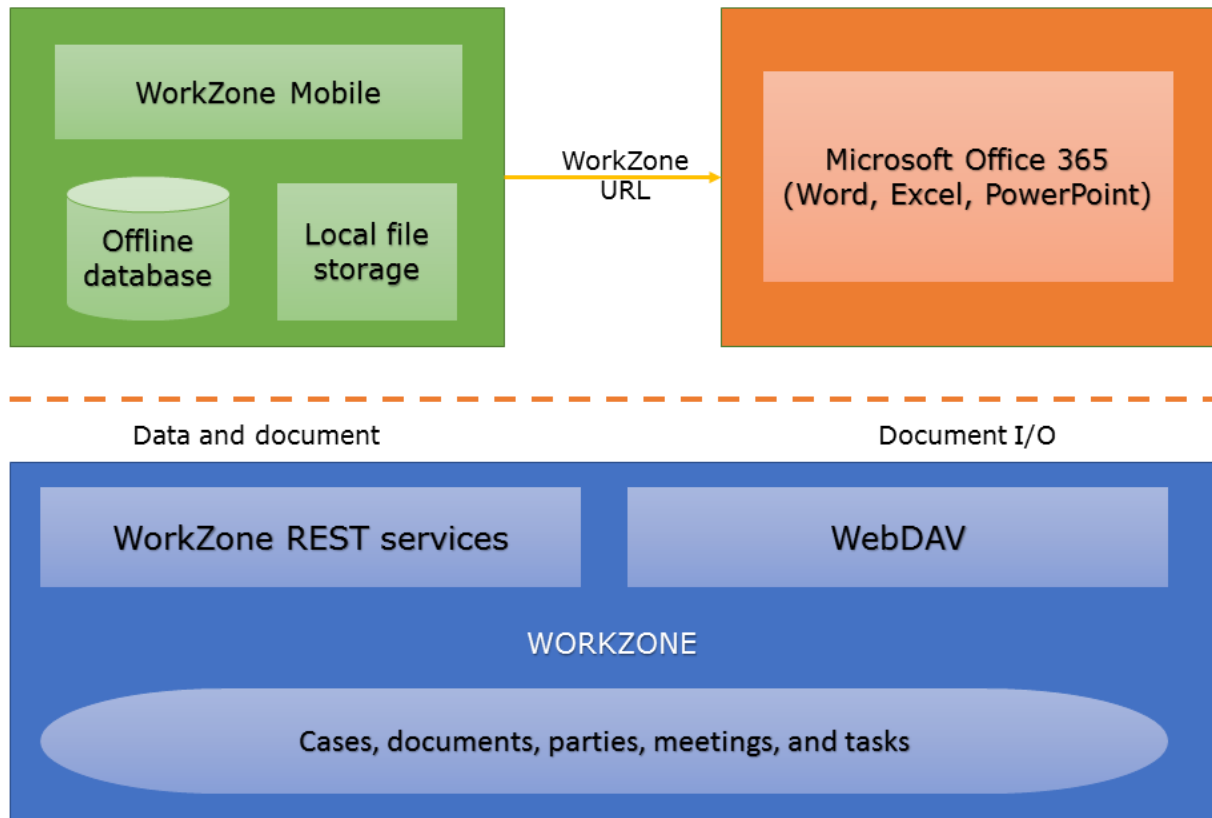 WorkZone Mobile
Offline
database
Local file
storage
WorkZone
URL
Microsoft Office 365
(Word, Excel, PowerPoint)
Data and document
Document I/O
WorkZone REST services
WebDAV
WORKZONE
Cases, documents, parties, meetings, and tasks